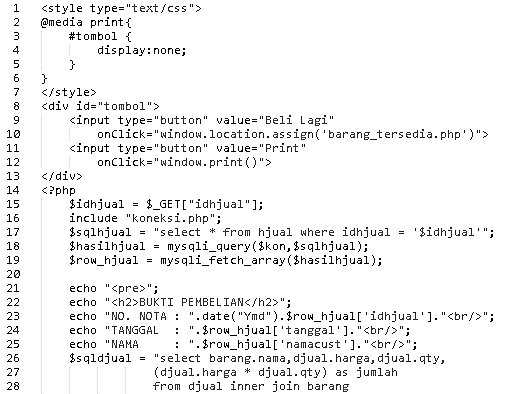 1 <style type="text/css">
2 @media print{
3     #tombol {
4         display:none;
5     }
6 }
7 </style>
8 <div id="tombol">
9     <input type="button" value="Beli Lagi"
10         onClick="window.location.assign('barang_tersedia.php')">
11     <input type="button" value="Print"
12         onClick="window.print()">
13 </div>
14 <?php
15     $idhjual = $_GET["idhjual"];
16     include "koneksi.php";
17     $sqlhjual = "select * from hjual where idhjual = '$idhjual'";
18     $hasilhjual = mysqli_query($kon,$sqlhjual);
19     $row_hjual = mysqli_fetch_array($hasilhjual);
20
21     echo "<pre>";
22     echo "<h2>BUKTI PEMBELIAN</h2>";
23     echo "NO. NOTA : ".date("Ymd").$row_hjual['idhjual']."<br/>";
24     echo "TANGGAL  : ".$row_hjual['tanggal']."<br/>";
25     echo "NAMA     : ".$row_hjual['namacust']."<br/>";
26     $sqldjual = "select barang.nama,djual.harga,djual.qty,
27                 (djual.harga * djual.qty) as jumlah
28                 from djual inner join barang